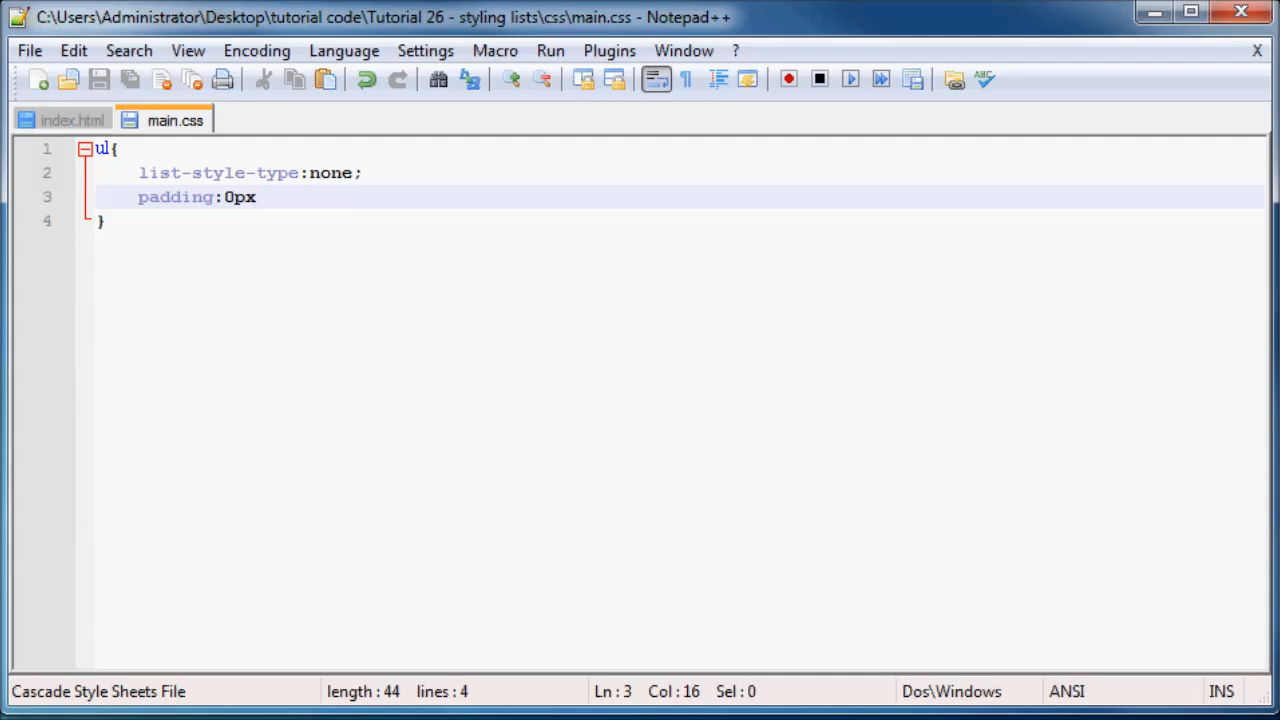 C:\Users\Administrator\Desktop\tutorial code\Tutorial 26 - styling lists\css\main.css - Notepad++
File Edit Search View Encoding Language Settings Macro Run Plugins Window ? X
ABC
index.html main.css
1 ul{
2 list-style-type:none;
3 padding:0px
4 }
Cascade Style Sheets File length : 44 lines : 4 Ln : 3 Col : 16 Sel : 0 Dos\Windows ANSI INS